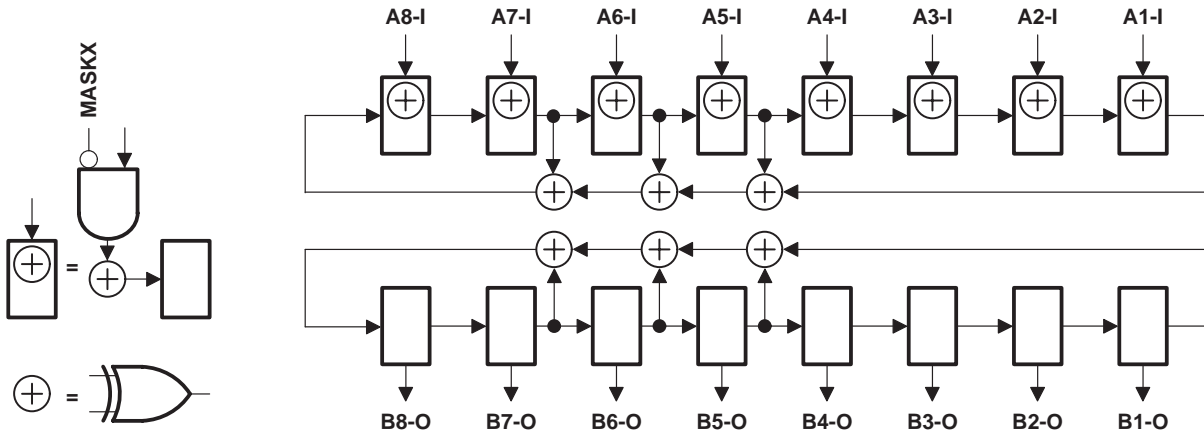 A8-I A7-I A6-I A5-I A4-I A3-I A2-I A1-I
MASKX
=
=
B8-O B7-O B6-O B5-O B4-O B3-O B2-O B1-O